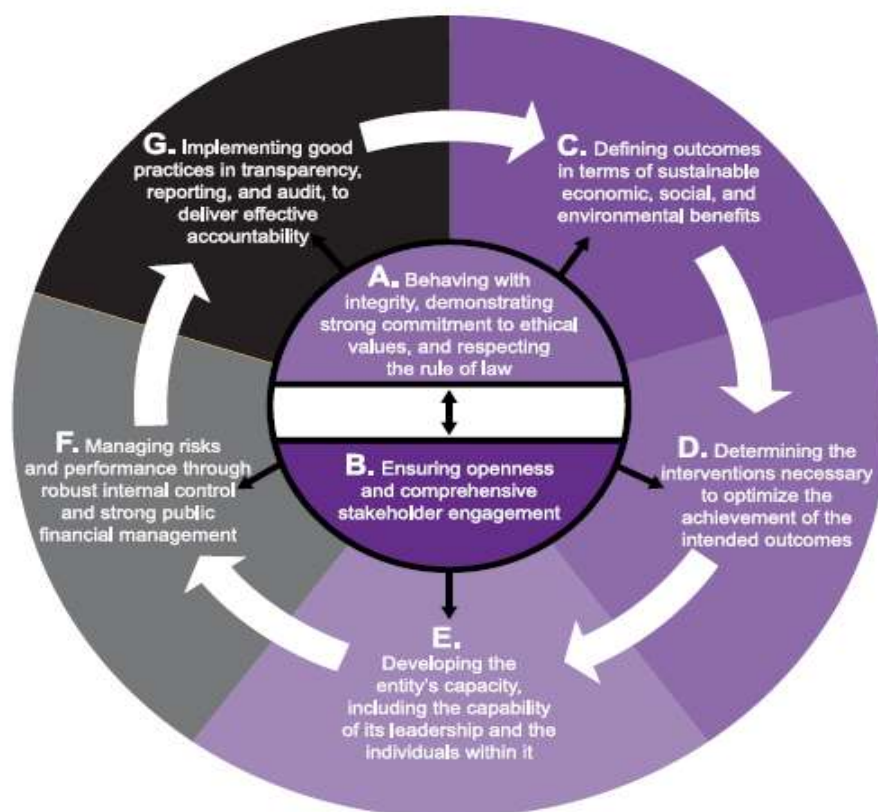 G. Implementing good
practices in transparency,
reporting, and audit, to
deliver effective
accountability
C. Defining outcomes
in terms of sustainable
economic, social, and
environmental benefits
A. Behaving with
integrity, demonstrating
strong commitment to ethical
values, and respecting
the rule of law
B. Ensuring openness
and comprehensive
stakeholder engagement
D. Determining the
interventions necessary
to optimize the
achievement of the
intended outcomes
E.
Developing the
entity's capacity,
including the capability
of its leadership and the
individuals within it
F. Managing risks
and performance through
robust internal control
and strong public
financial management